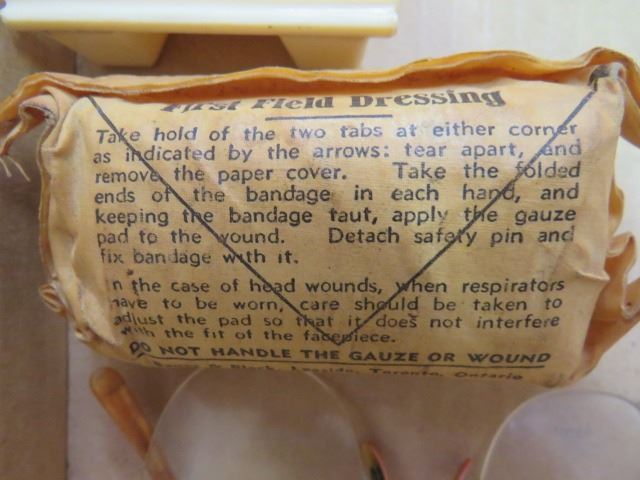 First Field Dressing
Take hold of the two tabs at either corner
as indicated by the arrows: tear apart, and
remove the paper cover. Take the folded
ends of the bandage in each hand, and
keeping the bandage taut, apply the gauze
pad to the wound. Detach safety pin and
fix bandage with it.
In the case of head wounds, when respirators
have to be worn, care should be taken to
adjust the pad so that it does not interfere
with the fit of the facepiece.
DO NOT HANDLE THE GAUZE OR WOUND
& Black, Leaside, Toronto, Ontario